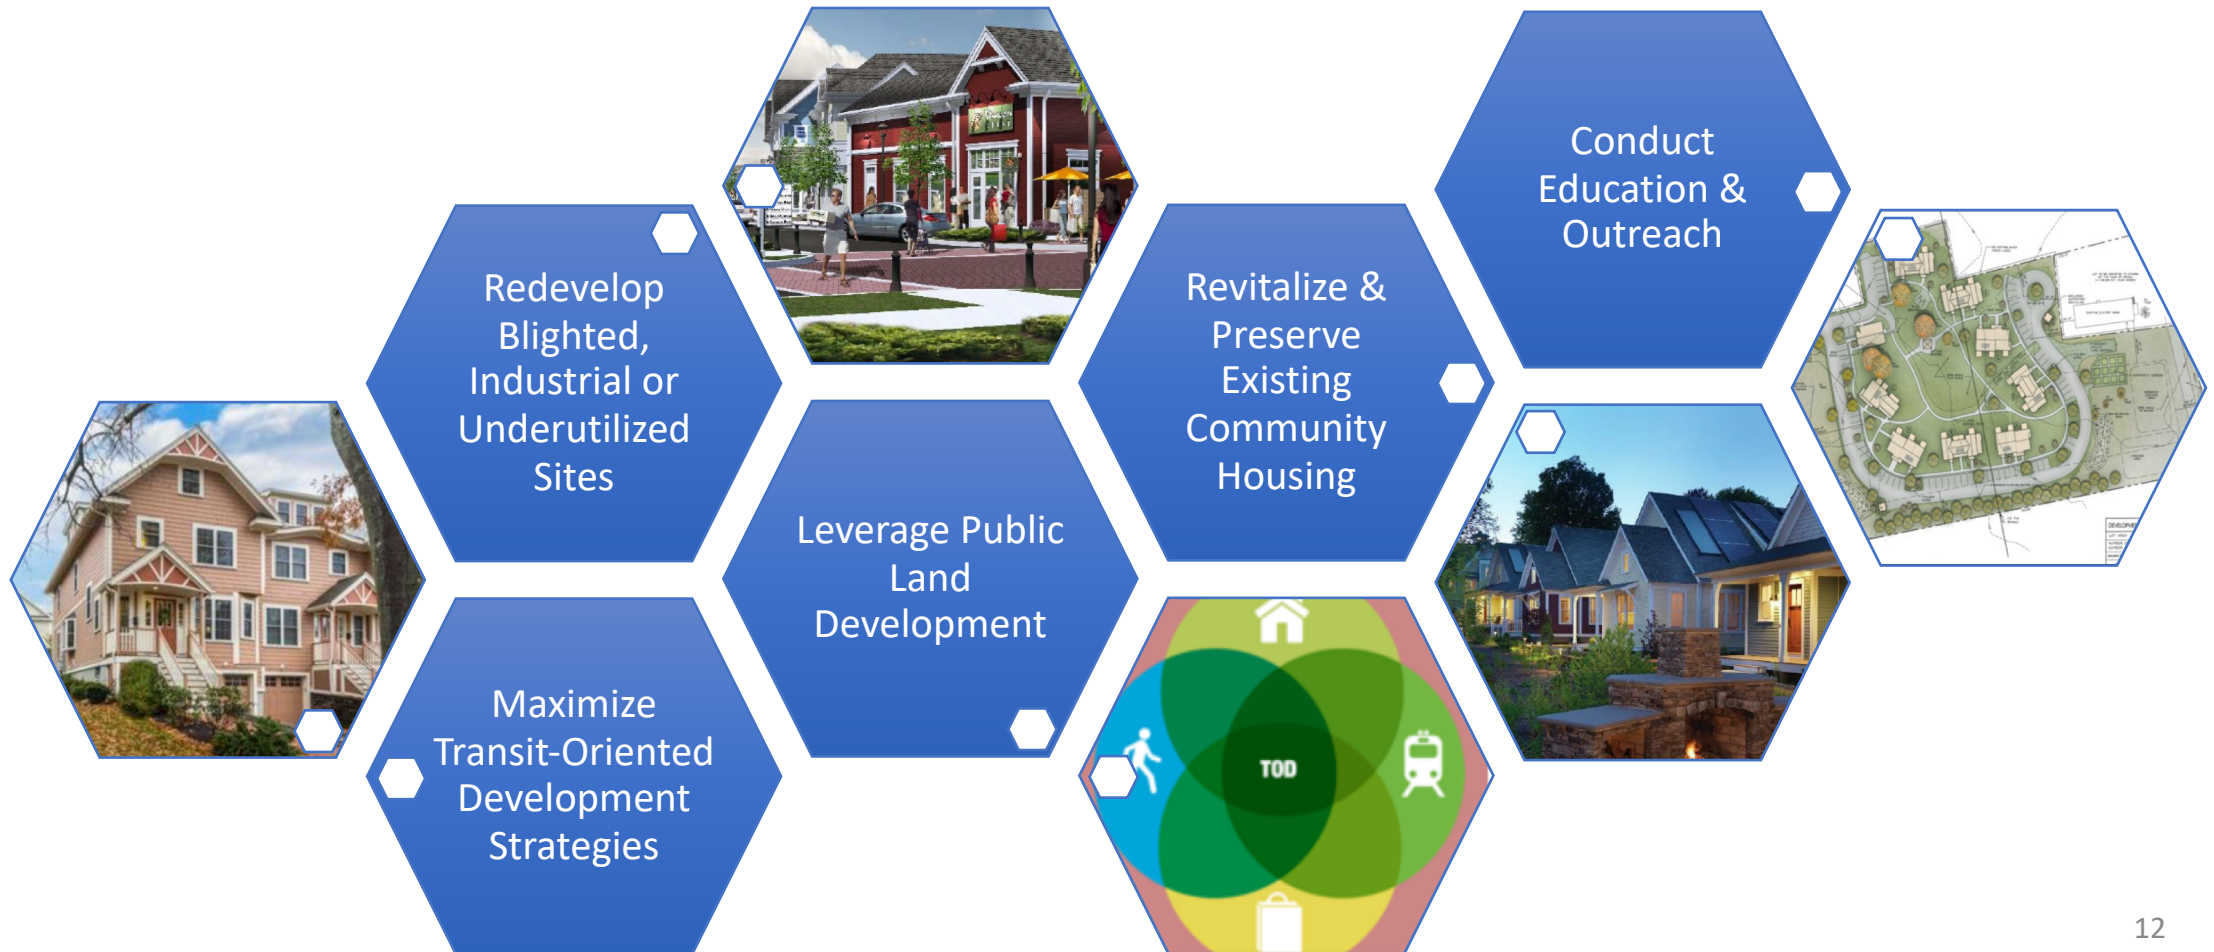 Redevelop
Blighted,
Industrial or
Underutilized
Sites
Maximize
Transit-Oriented
Development
Strategies
Leverage Public
Land
Development
Revitalize &
Preserve
Existing
Community
Housing
TOD
Conduct
Education &
Outreach
12